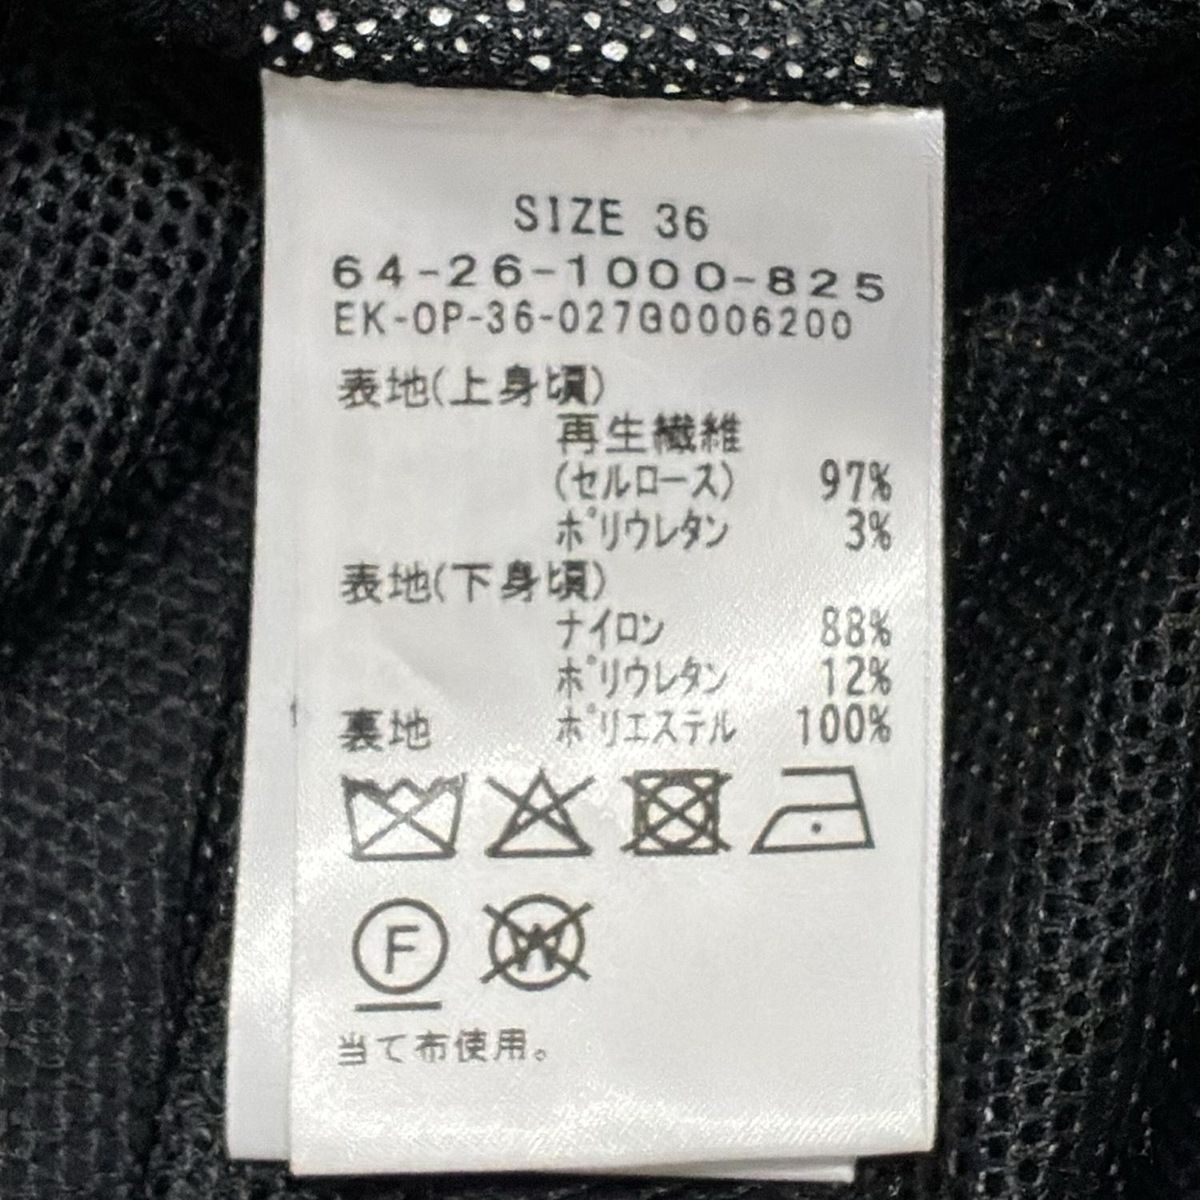 SIZE 36
64-26-1000-825
EK-OP-36-027G0006200
表地(上身頃)
再生繊維
(セルロース) 97%
ポリウレタン 3%
表地(下身頃)
ナイロン 88%
ポリウレタン 12%
裏地 ポリエステル 100%
F W
当て布使用。